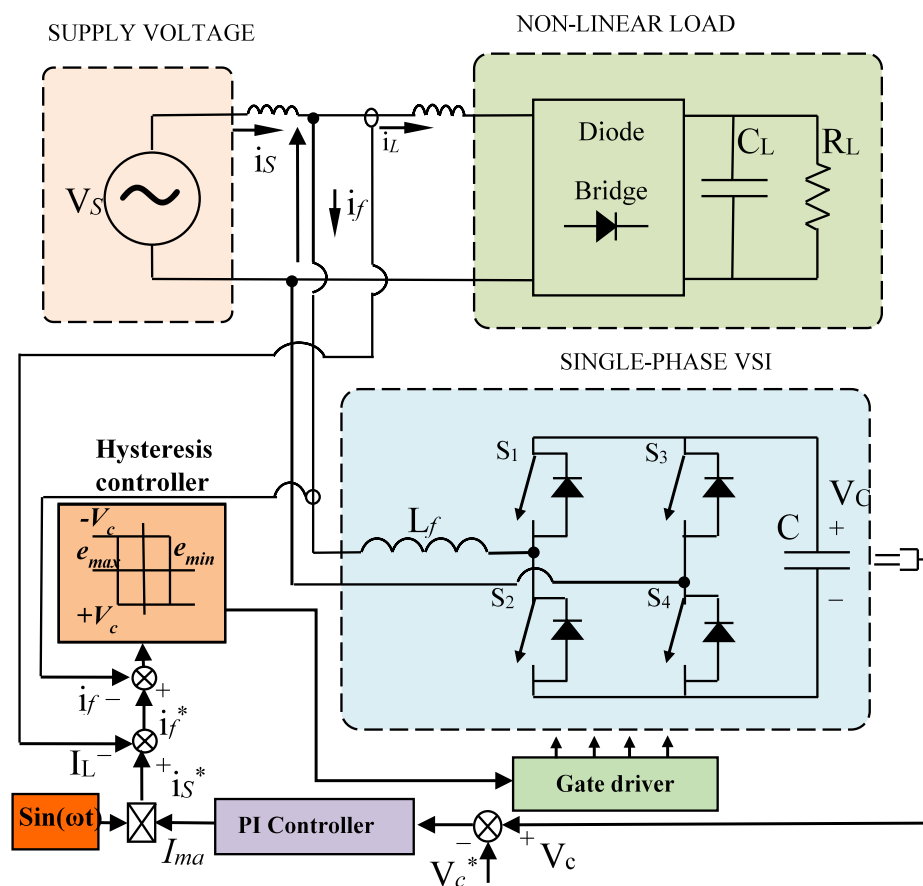 SUPPLY VOLTAGE
NON-LINEAR LOAD
V_S
i_S
i_L
i_f
Diode
Bridge
C_L
R_L
SINGLE-PHASE VSI
Hysteresis
controller
-V_c
e_max
e_min
+V_c
L_f
S_1
S_3
S_2
S_4
C
V_C
+
−
i_f −
+
i_f*
I_L −
+
i_S*
Gate driver
Sin(ωt)
I_ma
PI Controller
−
+
V_c*
V_c